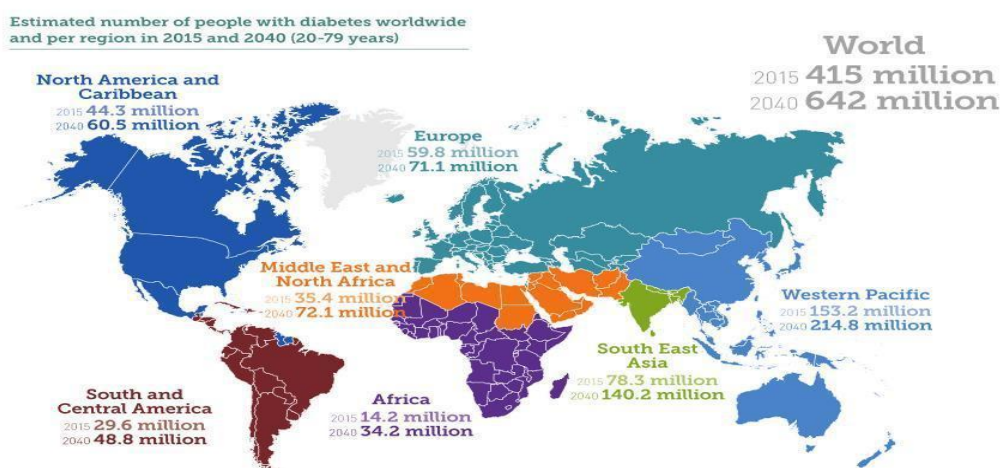 Estimated number of people with diabetes worldwide
and per region in 2015 and 2040 (20-79 years)
World
2015 415 million
2040 642 million
North America and
Caribbean
2015 44.3 million
2040 60.5 million
Europe
2015 59.8 million
2040 71.1 million
Middle East and
North Africa
2015 35.4 million
2040 72.1 million
Western Pacific
2015 153.2 million
2040 214.8 million
South East
Asia
2015 78.3 million
2040 140.2 million
South and
Central America
2015 29.6 million
2040 48.8 million
Africa
2015 14.2 million
2040 34.2 million